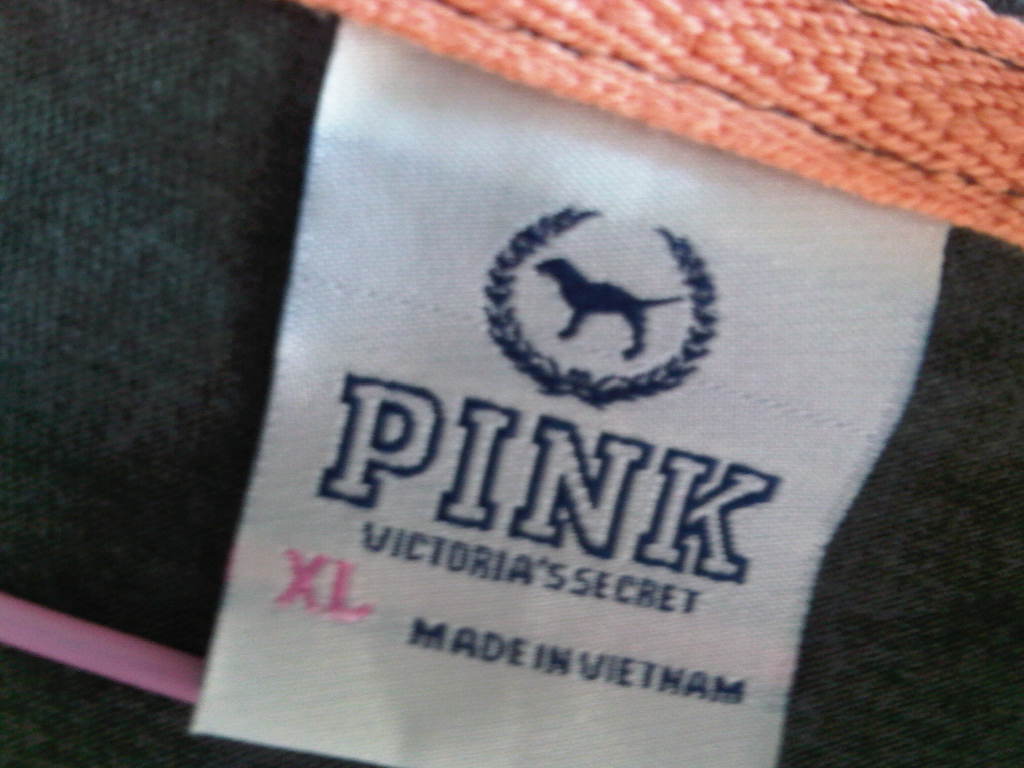 PINK
VICTORIA'S SECRET
XL
MADE IN VIETNAM